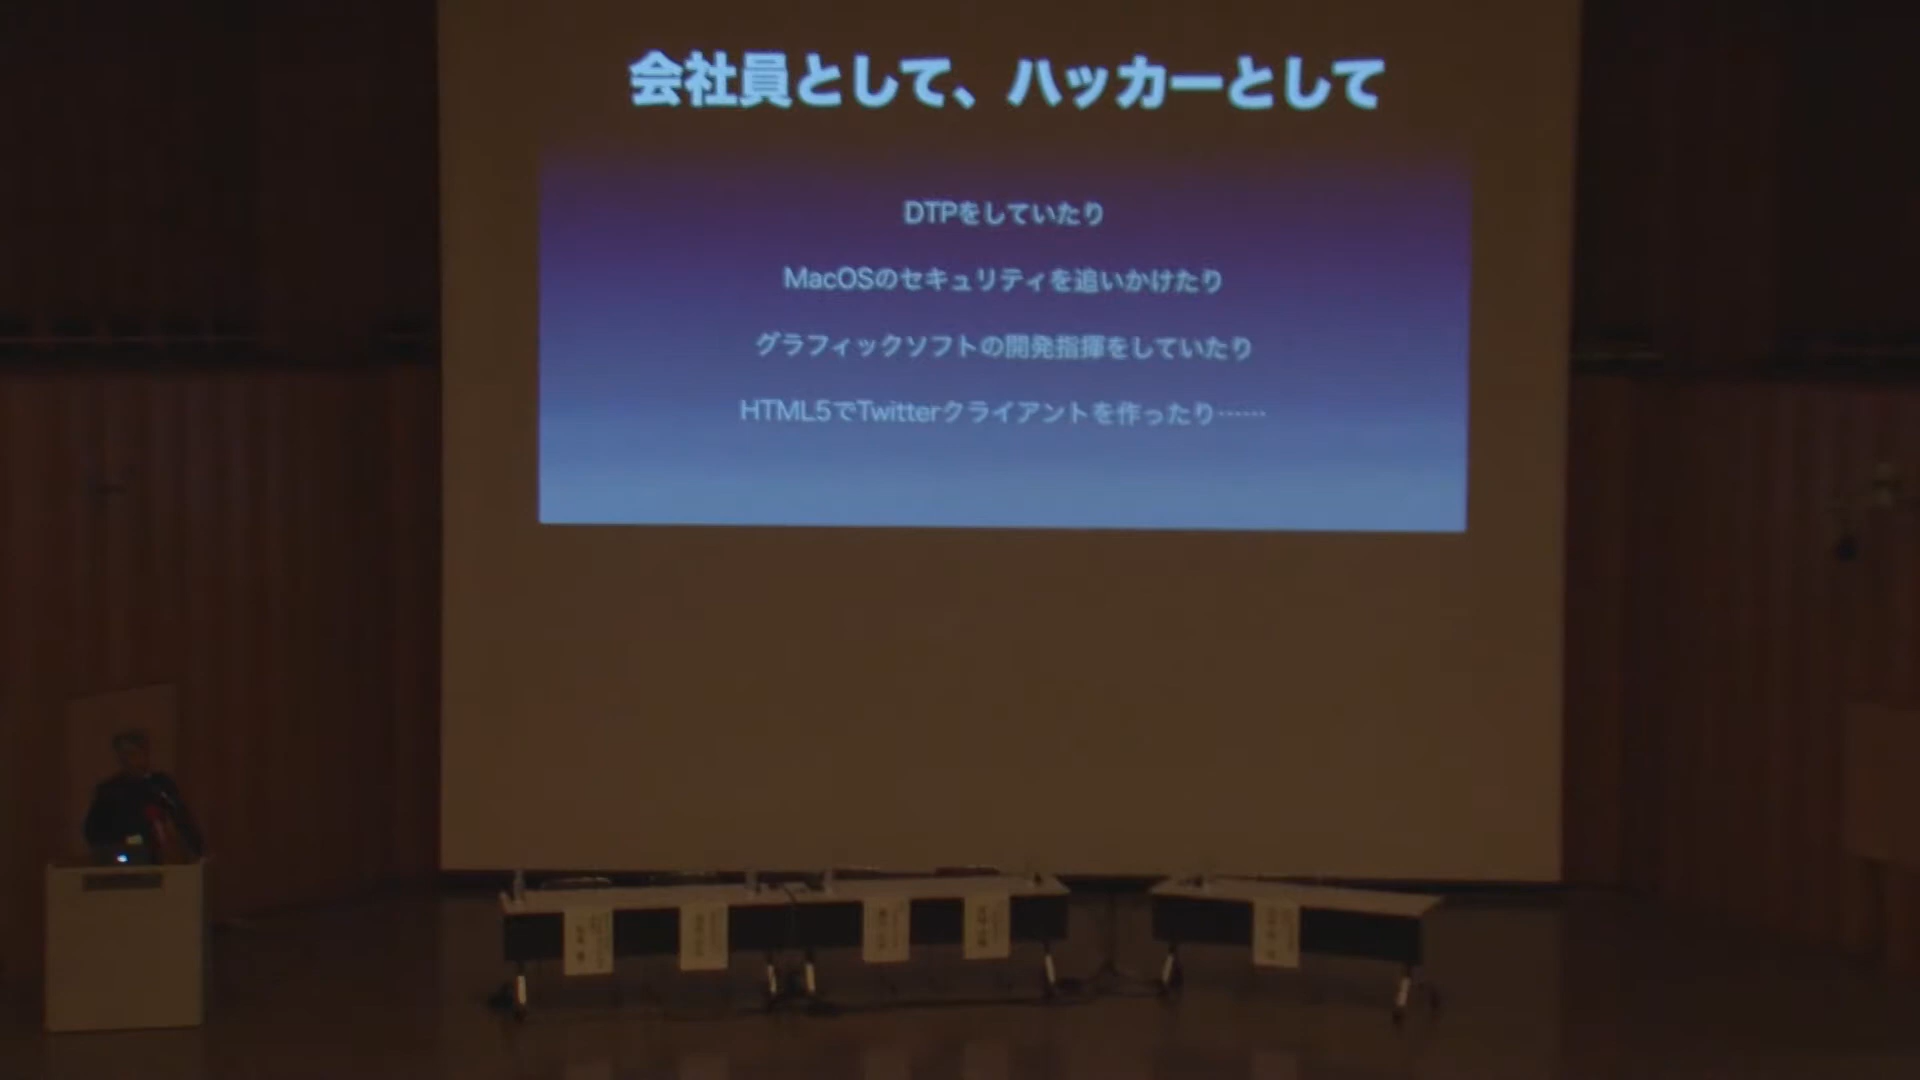 会社員として、ハッカーとして
DTPをしていたり
MacOSのセキュリティを追いかけたり
グラフィックソフトの開発指揮をしていたり
HTML5でTwitterクライアントを作ったり……